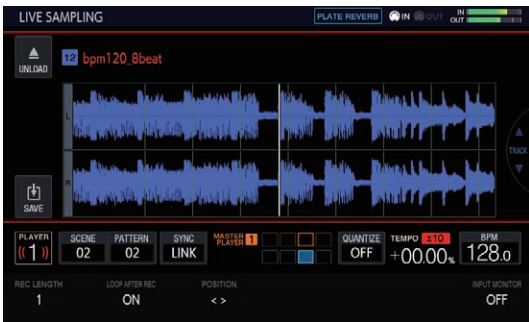 LIVE SAMPLING PLATE REVERB IN OUT IN
OUT
UNLOAD 12 bpm120_8beat
L
R
TRACK
SAVE
PLAYER SCENE PATTERN SYNC MASTER PLAYER 1 QUANTIZE TEMPO ±10 BPM
1 02 02 LINK OFF +00.00% 128.0
REC LENGTH LOOP AFTER REC POSITION INPUT MONITOR
1 ON < > OFF